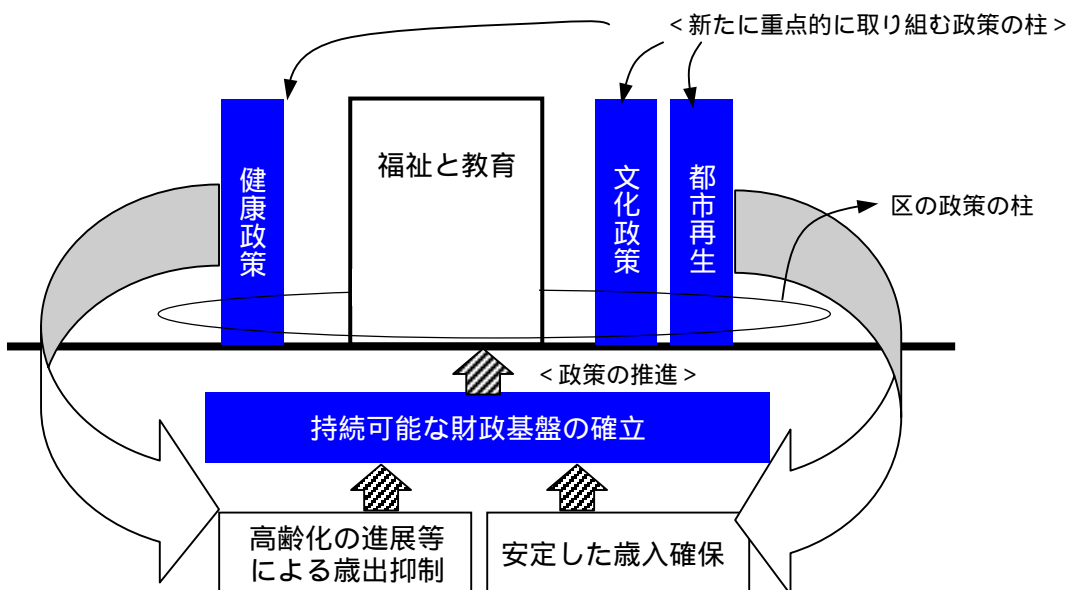 <新たに重点的に取り組む政策の柱>
健康政策
福祉と教育
文化政策
都市再生
区の政策の柱
<政策の推進>
持続可能な財政基盤の確立
高齢化の進展等
による歳出抑制
安定した歳入確保